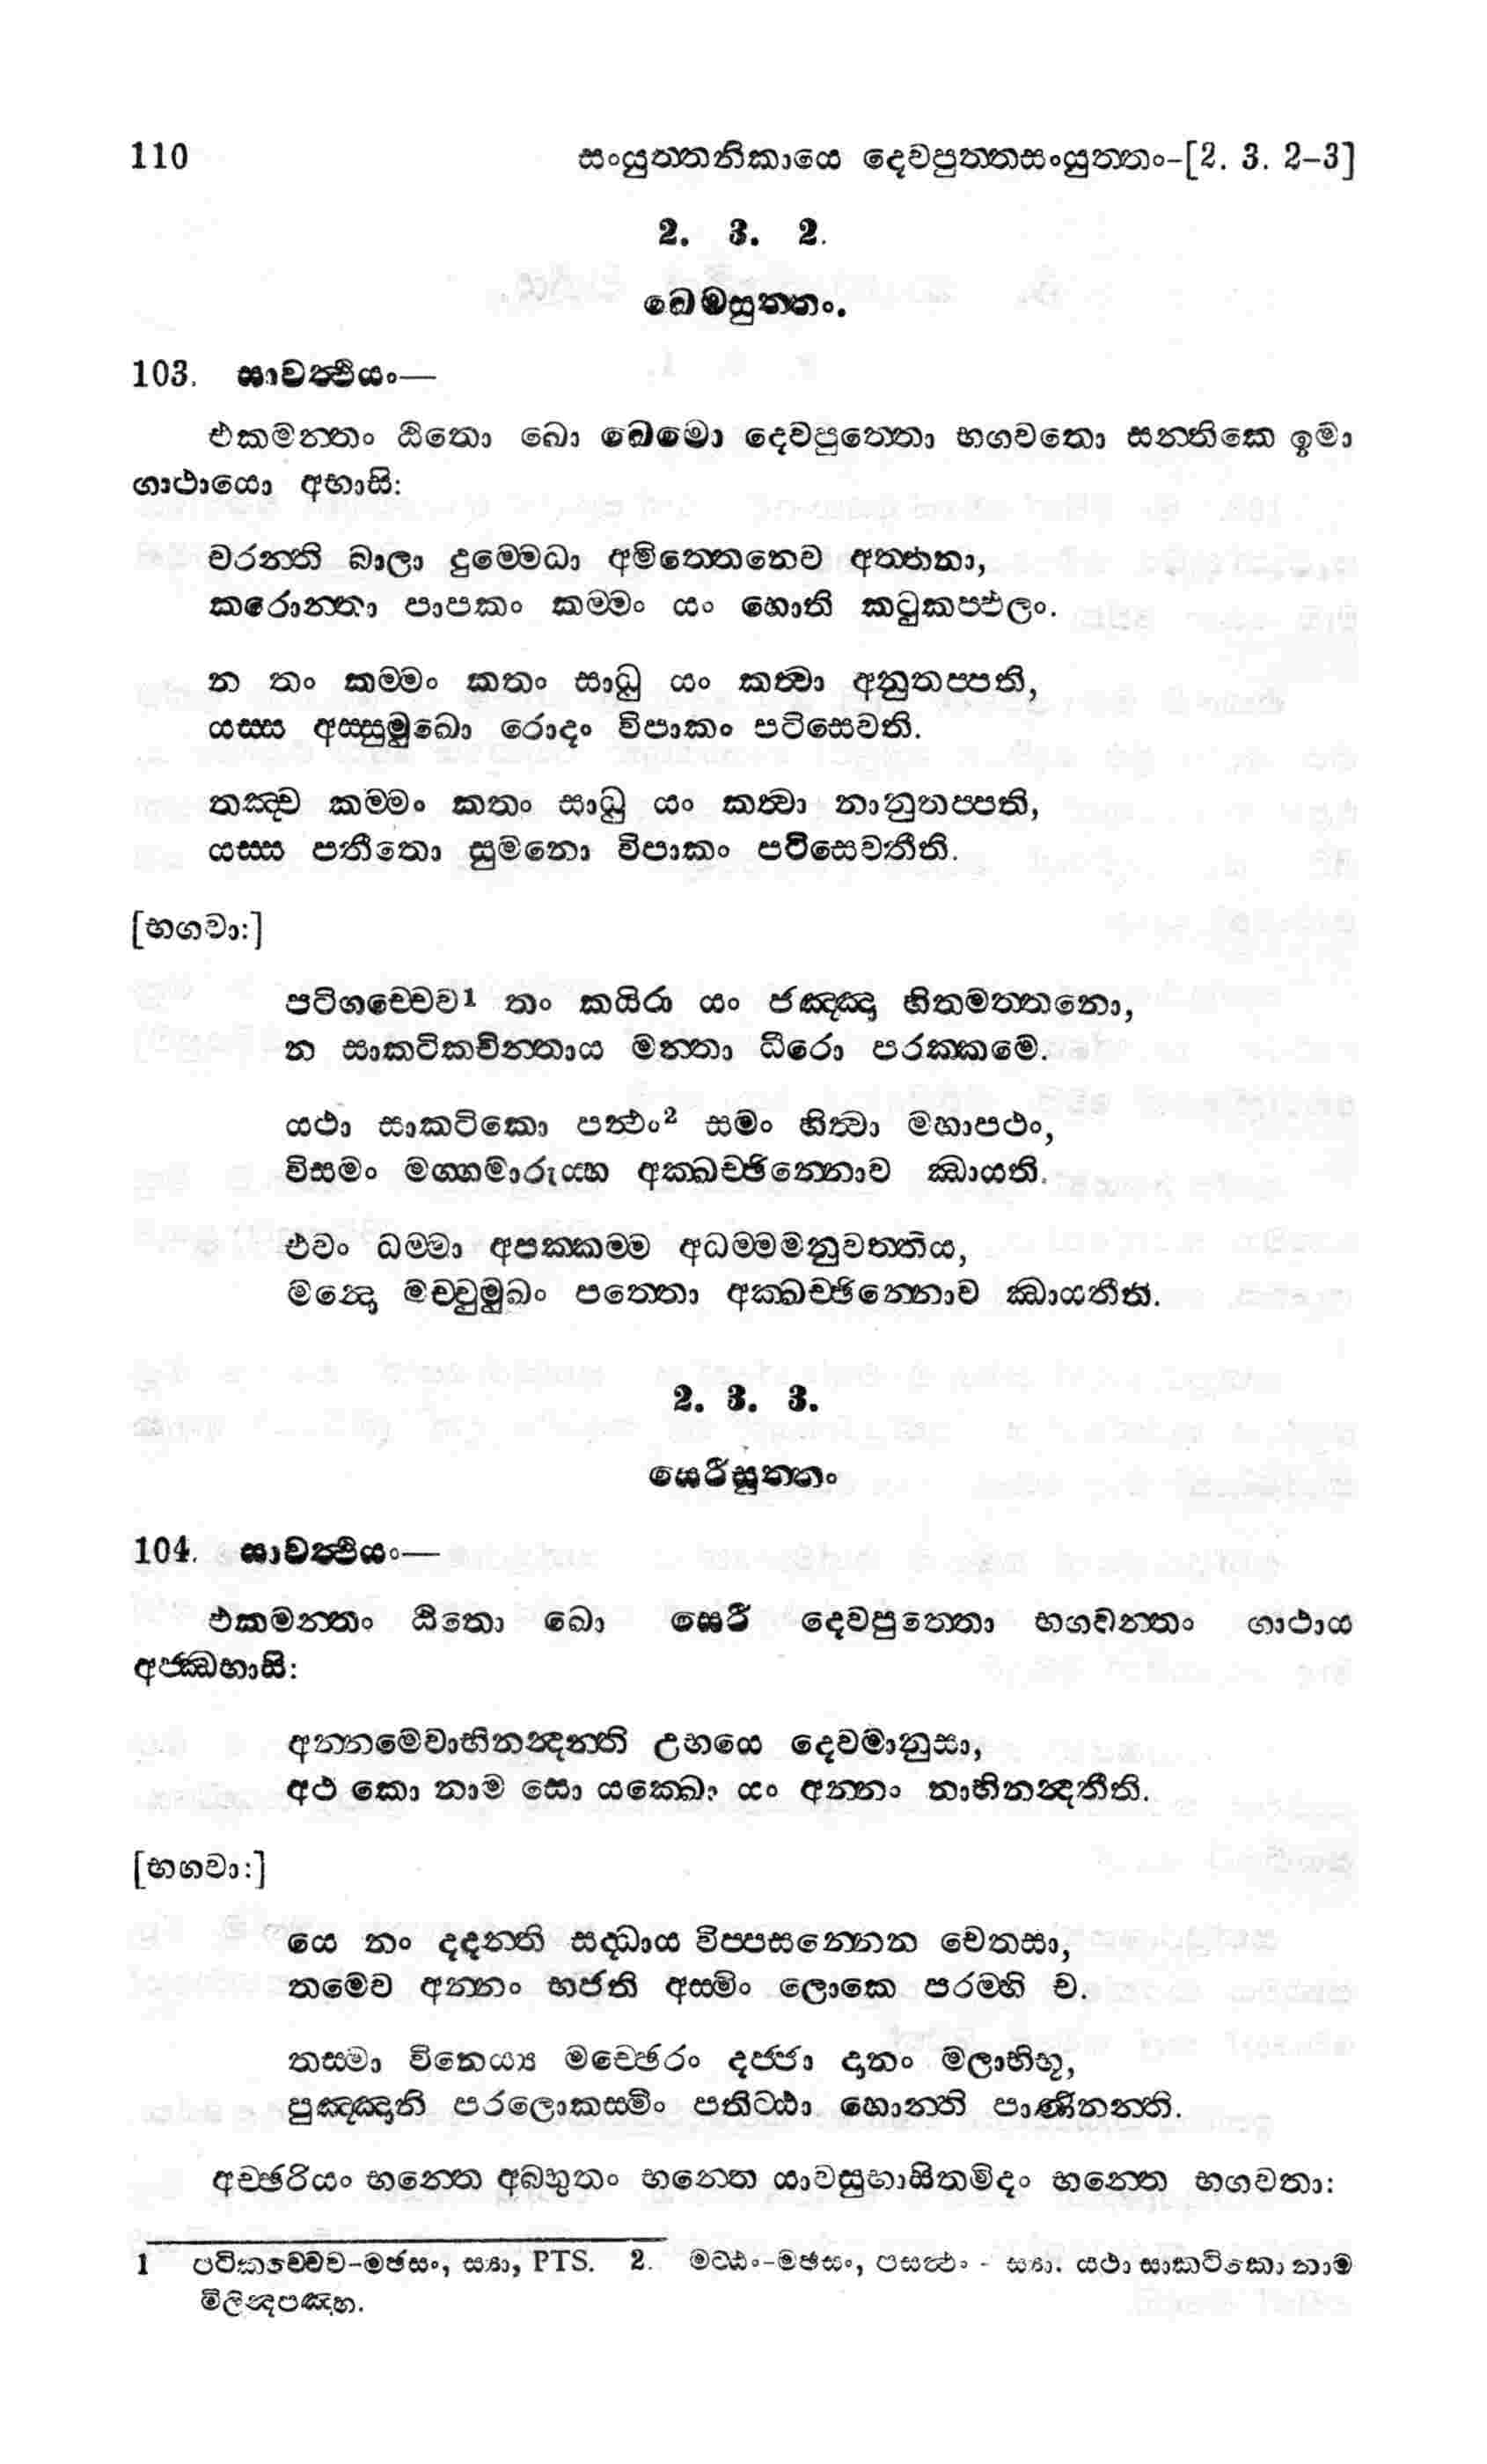 110 සංයුත්තනිකායෙ දෙවපුත්තසංයුත්තං-[2. 3. 2-3]
2. 3. 2.
ඛෙමසුත්තං.
103. සාවත්ථියං—
එකමන්තං ඨිතො ඛො ඛෙමො දෙවපුත්තො භගවතො සන්තිකෙ ඉමා
ගාථායො අභාසි:
චරන්ති බාලා දුම්මෙධා අමිත්තෙනෙව අත්තනා,
කරොන්තා පාපකං කම්මං යං හොති කටුකප්ඵලං.
න තං කම්මං කතං සාධු යං කත්වා අනුතප්පති,
යස්ස අස්සුමුඛො රොදං විපාකං පටිසෙවති.
තඤ්ච කම්මං කතං සාධු යං කත්වා නානුතප්පති,
යස්ස පතීතො සුමනො විපාකං පටිසෙවතීති.
[භගවා:]
පටිගච්චෙව1 තං කයිරා යං ජඤ්ඤා හිතමත්තනො,
න සාකටිකචින්තාය මන්තා ධීරො පරක්කමෙ.
යථා සාකටිකො පත්ථං2 සමං හිත්වා මහාපථං,
විසමං මග්ගමාරුය්හ අක්ඛච්ඡින්නොව ඣායති.
එවං ධම්මා අපක්කම්ම අධම්මමනුවත්තිය,
මන්දො මච්චුමුඛං පත්තො අක්ඛච්ඡින්නොව ඣායතීති.
2. 3. 3.
සෙරීසුත්තං
104. සාවත්ථියං—
එකමන්තං ඨිතො ඛො සෙරී දෙවපුත්තො භගවන්තං ගාථාය
අජ්ඣභාසි:
අන්නමෙවාභිනන්දන්ති උභයෙ දෙවමානුසා,
අථ කො නාම සො යක්ඛො යං අන්නං නාභිනන්දතීති.
[භගවා:]
යෙ නං දදන්ති සද්ධාය විප්පසන්නෙන චෙතසා,
තමෙව අන්නං භජති අස්මිං ලොකෙ පරම්හි ච.
තස්මා විනෙය්ය මච්ඡෙරං දජ්ජා දානං මලාභිභූ,
පුඤ්ඤානි පරලොකස්මිං පතිට්ඨා හොන්ති පාණිනන්ති.
අච්ඡරියං භන්තෙ අබ්භුතං භන්තෙ යාවසුභාසිතමිදං භන්තෙ භගවතා:
1 පටිකච්චෙව-මඡසං, ස්‍යා, PTS. 2. මට්ඨං-මඡසං, පසත්ථං - ස්‍යා. යථා සාකටිකො නාම
මිලින්දපඤ්හ.